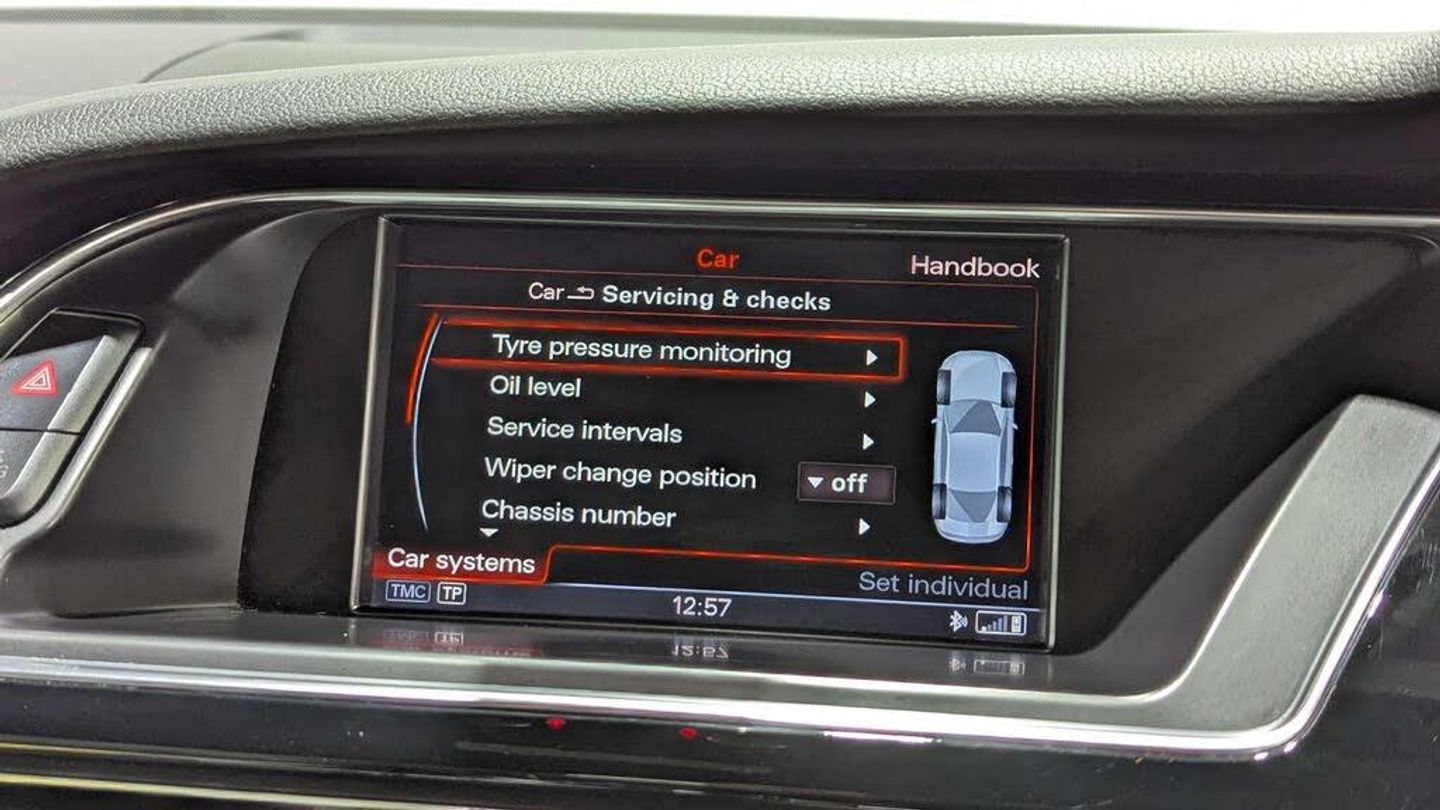 Car
Handbook
Car Servicing & checks
Tyre pressure monitoring
Oil level
Service intervals
Wiper change position off
Chassis number
Car systems
Set individual
TMC TP
12:57